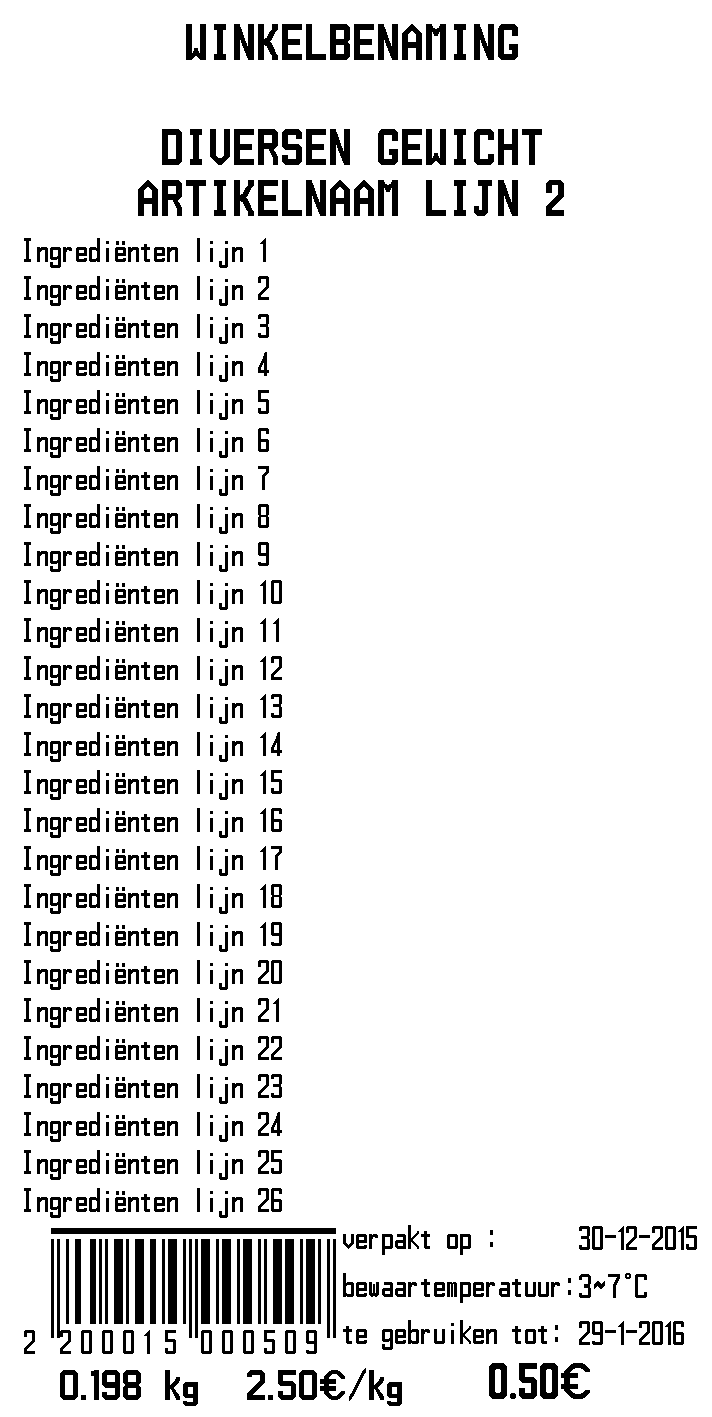 WINKELBENAMING
DIVERSEN GEWICHT
ARTIKELNAAM LIJN 2
Ingrediënten lijn 1
Ingrediënten lijn 2
Ingrediënten lijn 3
Ingrediënten lijn 4
Ingrediënten lijn 5
Ingrediënten lijn 6
Ingrediënten lijn 7
Ingrediënten lijn 8
Ingrediënten lijn 9
Ingrediënten lijn 10
Ingrediënten lijn 11
Ingrediënten lijn 12
Ingrediënten lijn 13
Ingrediënten lijn 14
Ingrediënten lijn 15
Ingrediënten lijn 16
Ingrediënten lijn 17
Ingrediënten lijn 18
Ingrediënten lijn 19
Ingrediënten lijn 20
Ingrediënten lijn 21
Ingrediënten lijn 22
Ingrediënten lijn 23
Ingrediënten lijn 24
Ingrediënten lijn 25
Ingrediënten lijn 26
verpakt op : 30-12-2015
bewaartemperatuur:3~7°C
te gebruiken tot: 29-1-2016
2 200015 000509
0.198 kg 2.50€/kg 0.50€